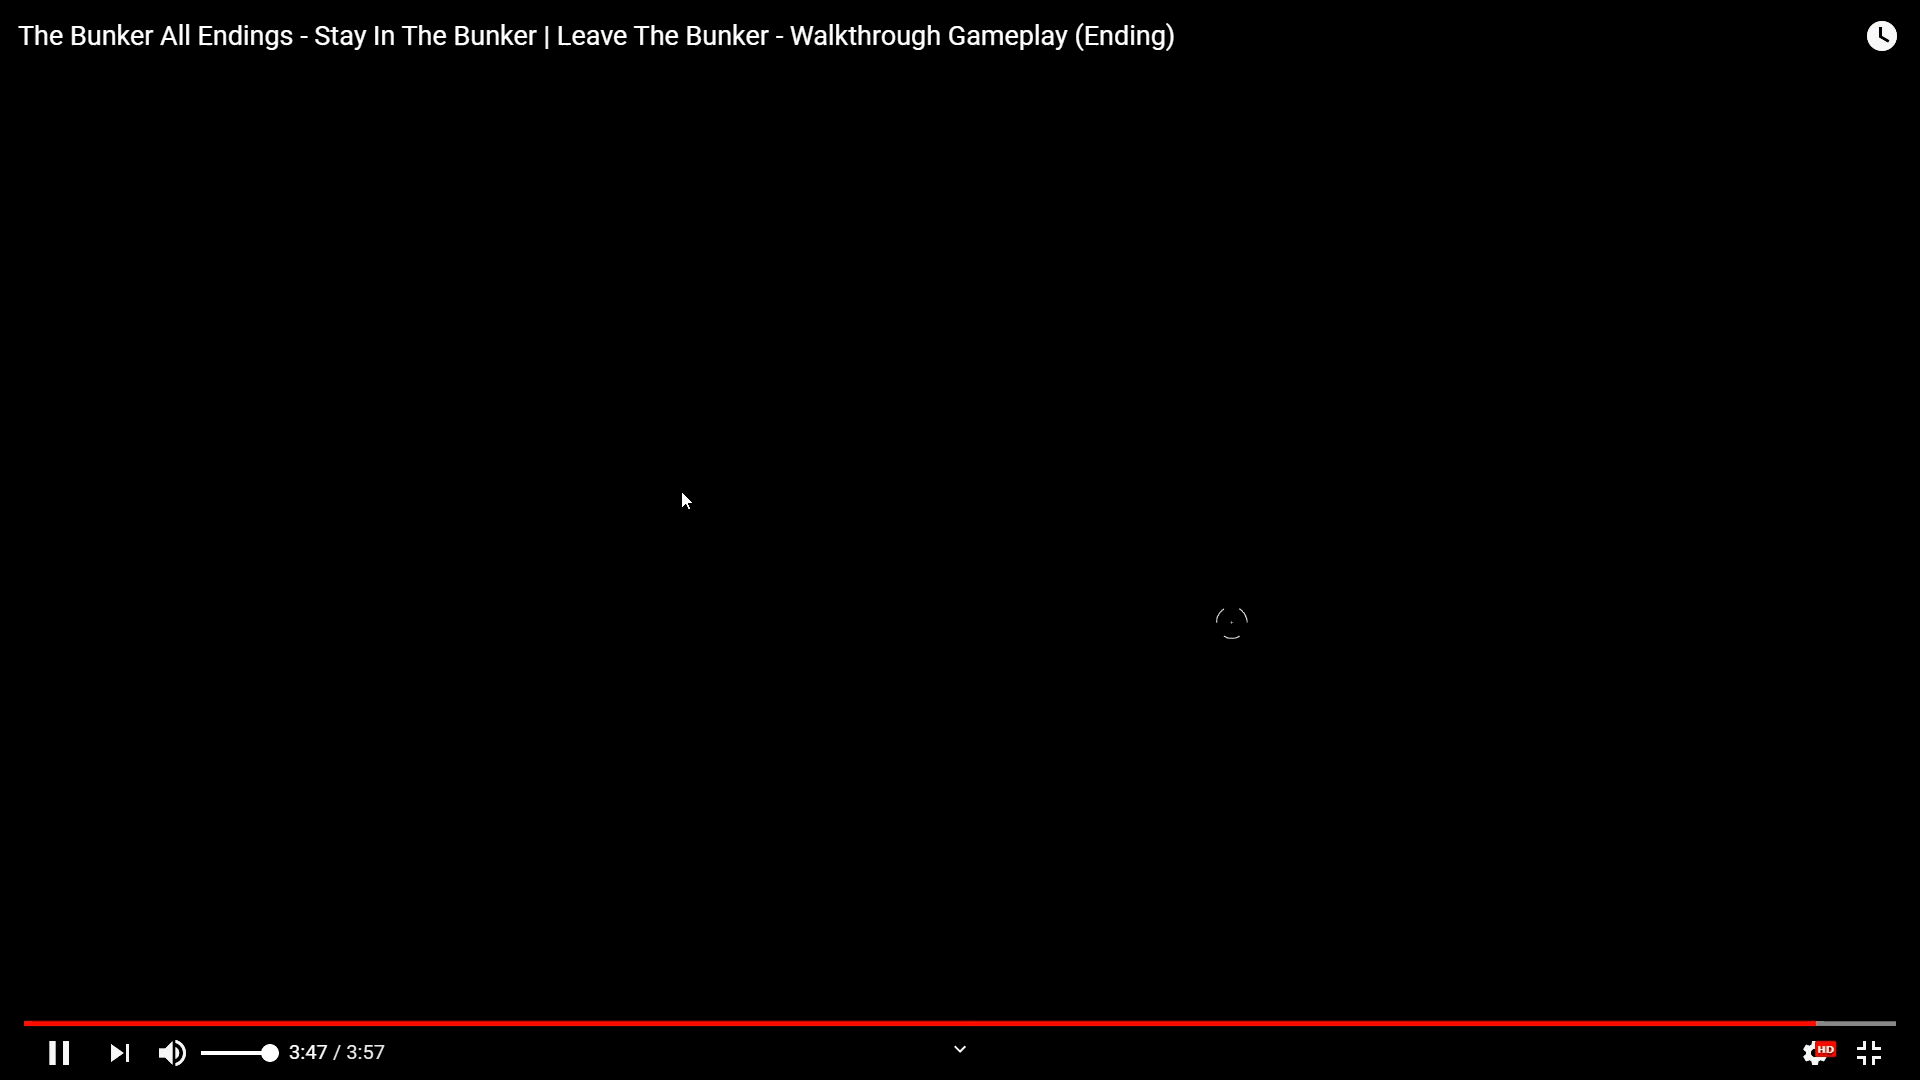 The Bunker All Endings - Stay In The Bunker | Leave The Bunker - Walkthrough Gameplay (Ending)
3:47 / 3:57
HD